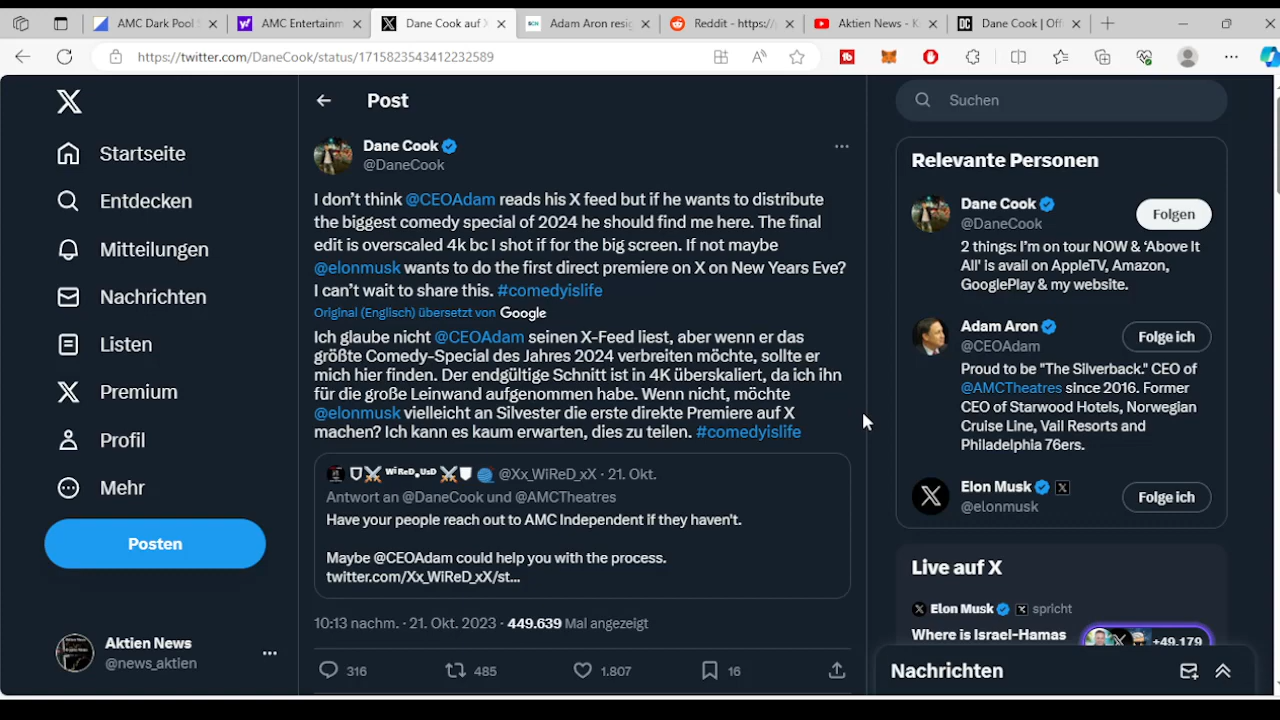 AMC Dark Pool S
AMC Entertainm
Dane Cook auf X
Adam Aron resig
Reddit - https://
Aktien News - K
Dane Cook | Off
https://twitter.com/DaneCook/status/1715823543412232589
Startseite
Entdecken
Mitteilungen
Nachrichten
Listen
Premium
Profil
Mehr
Posten
Aktien News
@news_aktien
Post
Dane Cook
@DaneCook
I don't think @CEOAdam reads his X feed but if he wants to distribute
the biggest comedy special of 2024 he should find me here. The final
edit is overscaled 4k bc I shot if for the big screen. If not maybe
@elonmusk wants to do the first direct premiere on X on New Years Eve?
I can't wait to share this. #comedyislife
Original (Englisch) übersetzt von Google
Ich glaube nicht @CEOAdam seinen X-Feed liest, aber wenn er das
größte Comedy-Special des Jahres 2024 verbreiten möchte, sollte er
mich hier finden. Der endgültige Schnitt ist in 4K überskaliert, da ich ihn
für die große Leinwand aufgenommen habe. Wenn nicht, möchte
@elonmusk vielleicht an Silvester die erste direkte Premiere auf X
machen? Ich kann es kaum erwarten, dies zu teilen. #comedyislife
@Xx_WiReD_xX · 21. Okt.
Antwort an @DaneCook und @AMCTheatres
Have your people reach out to AMC Independent if they haven't.
Maybe @CEOAdam could help you with the process.
twitter.com/Xx_WiReD_xX/st...
10:13 nachm. · 21. Okt. 2023 · 449.639 Mal angezeigt
316 485 1.807 16
Suchen
Relevante Personen
Dane Cook
@DaneCook
Folgen
2 things: I'm on tour NOW & 'Above It
All' is avail on AppleTV, Amazon,
GooglePlay & my website.
Adam Aron
@CEOAdam
Folge ich
Proud to be "The Silverback." CEO of
@AMCTheatres since 2016. Former
CEO of Starwood Hotels, Norwegian
Cruise Line, Vail Resorts and
Philadelphia 76ers.
Elon Musk
@elonmusk
Folge ich
Live auf X
Elon Musk spricht
Where is Israel-Hamas
+49.179
Nachrichten